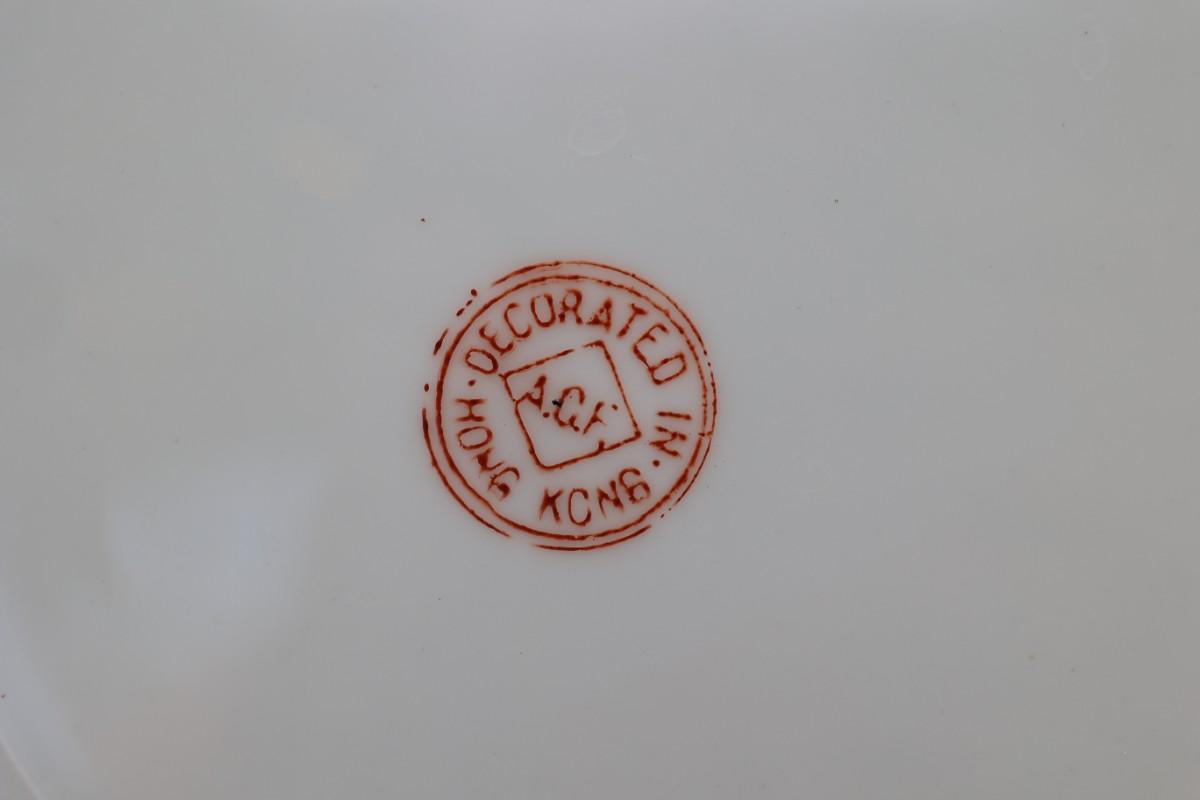 DECORATED IN
HONG KONG
A.C.F.